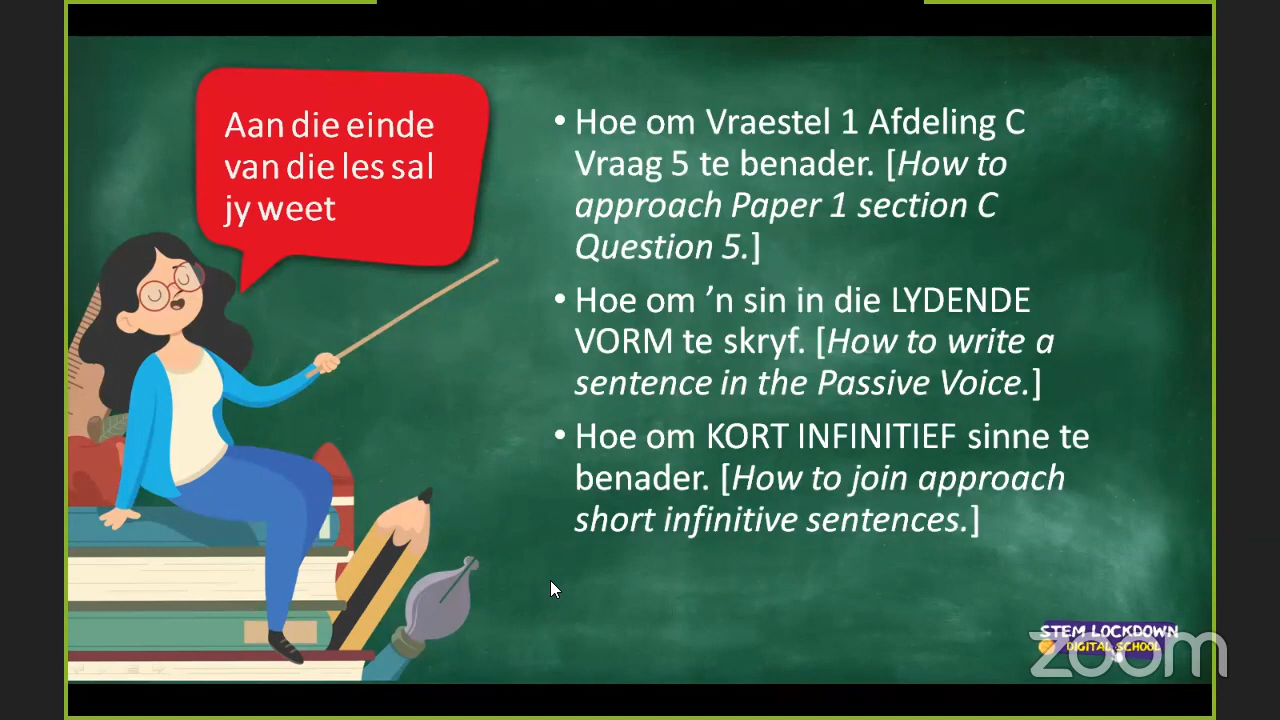 Aan die einde
van die les sal
jy weet
• Hoe om Vraestel 1 Afdeling C
Vraag 5 te benader. [How to
approach Paper 1 section C
Question 5.]
• Hoe om ’n sin in die LYDENDE
VORM te skryf. [How to write a
sentence in the Passive Voice.]
• Hoe om KORT INFINITIEF sinne te
benader. [How to join approach
short infinitive sentences.]
STEM LOCKDOWN
DIGITAL SCHOOL
zoom